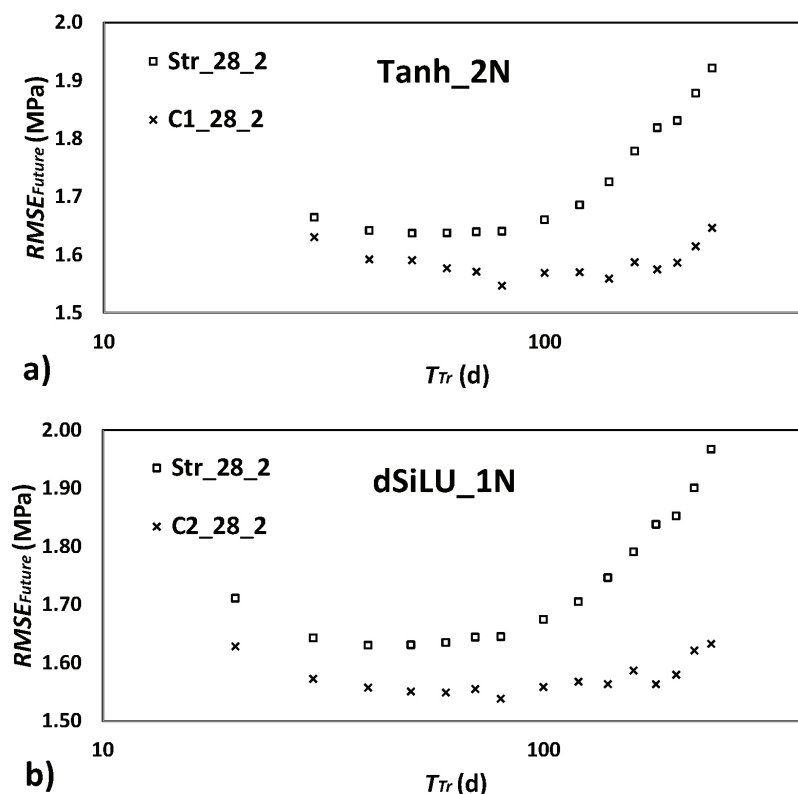 2.0
Str_28_2
Tanh_2N
1.9
C1_28_2
1.8
1.7
1.6
1.5
RMSEFuture (MPa)
10
100
a)
TTr (d)
2.00
Str_28_2
dSiLU_1N
1.90
C2_28_2
1.80
1.70
1.60
1.50
RMSEFuture (MPa)
10
100
b)
TTr (d)